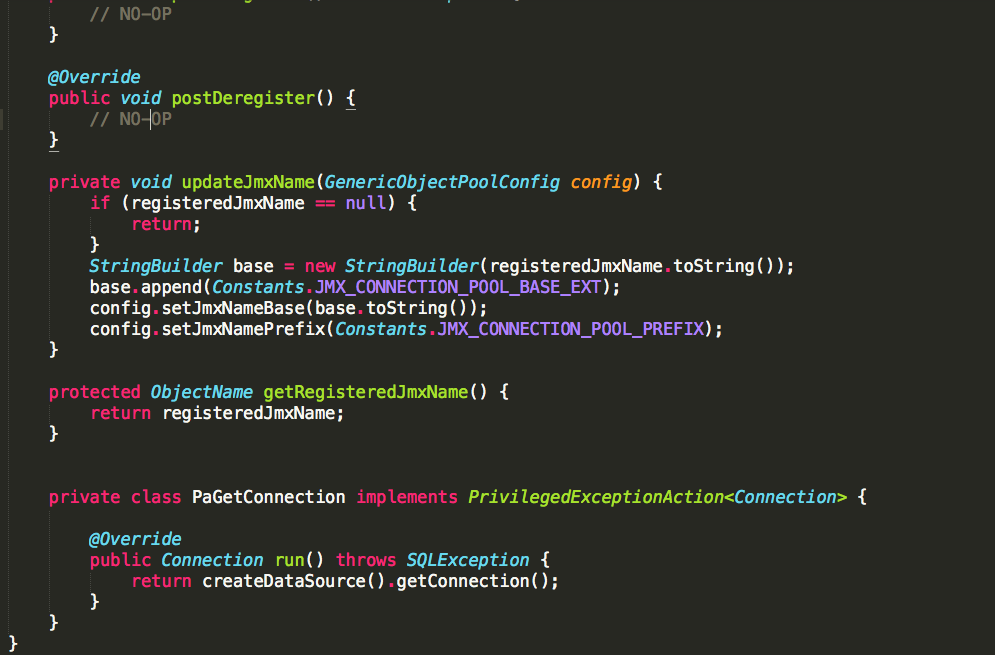 // NO-OP
    }

    @Override
    public void postDeregister() {
        // NO-OP
    }

    private void updateJmxName(GenericObjectPoolConfig config) {
        if (registeredJmxName == null) {
            return;
        }
        StringBuilder base = new StringBuilder(registeredJmxName.toString());
        base.append(Constants.JMX_CONNECTION_POOL_BASE_EXT);
        config.setJmxNameBase(base.toString());
        config.setJmxNamePrefix(Constants.JMX_CONNECTION_POOL_PREFIX);
    }

    protected ObjectName getRegisteredJmxName() {
        return registeredJmxName;
    }


    private class PaGetConnection implements PrivilegedExceptionAction<Connection> {

        @Override
        public Connection run() throws SQLException {
            return createDataSource().getConnection();
        }
    }
}